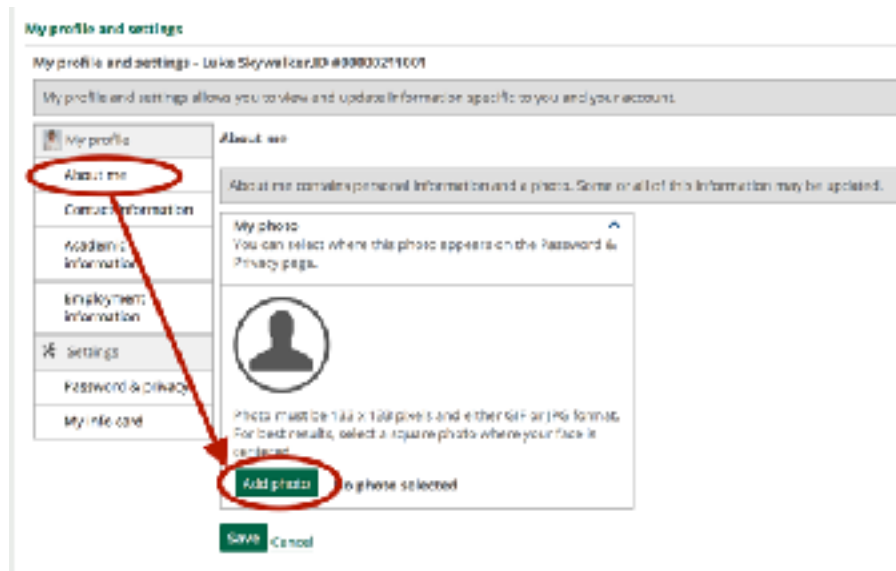 My profile and settings
My profile and settings - Luke Skywalker.ID #00000211001
My profile and settings allows you to view and update information specific to you and your account.
My profile
About me
Contact information
Academic
information
Employment
information
Settings
Password & privacy
My info card
About me
About me contains personal information and a photo. Some or all of this information may be updated.
My photo
You can select where this photo appears on the Password &
Privacy page.
Photo must be x pixels and either GIF or JPG format.
For best results, select a square photo where your face is
centered.
Add photo
No photo selected
Save
Cancel